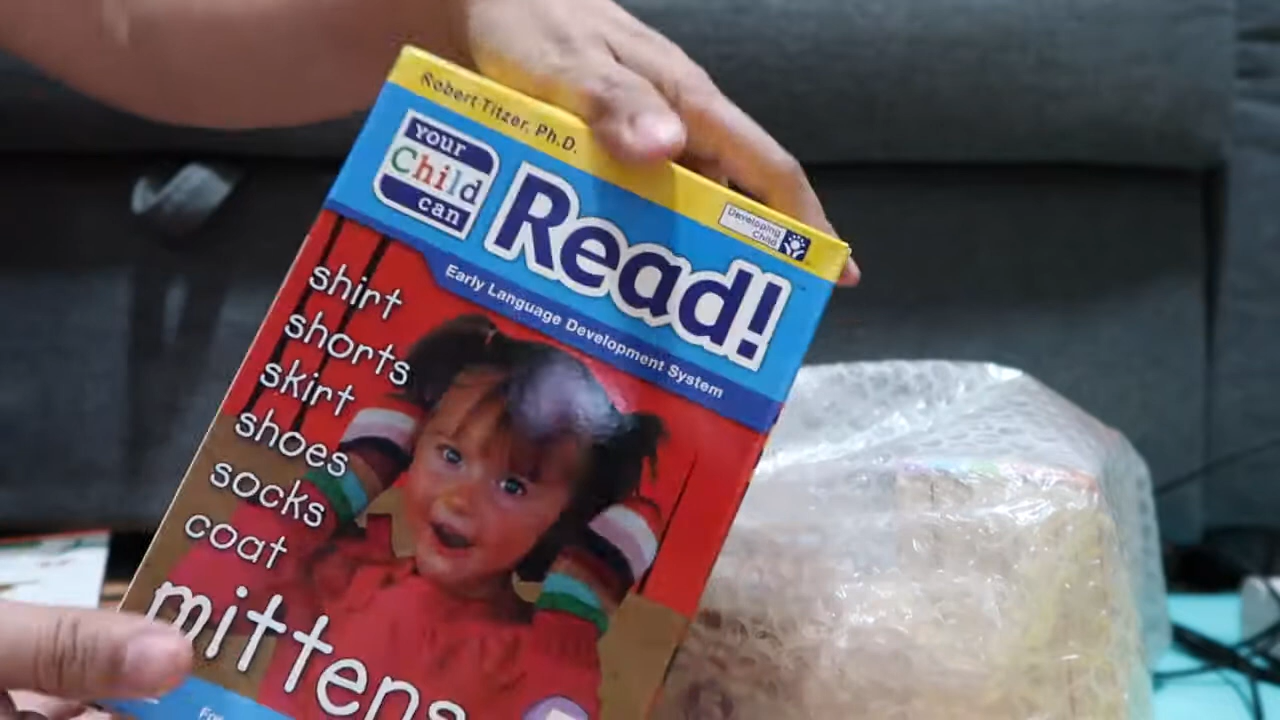 Robert Titzer, Ph.D.
YOUR
Child
can
Read!
Developing
Child
Early Language Development System
shirt
shorts
skirt
shoes
socks
coat
mittens
For